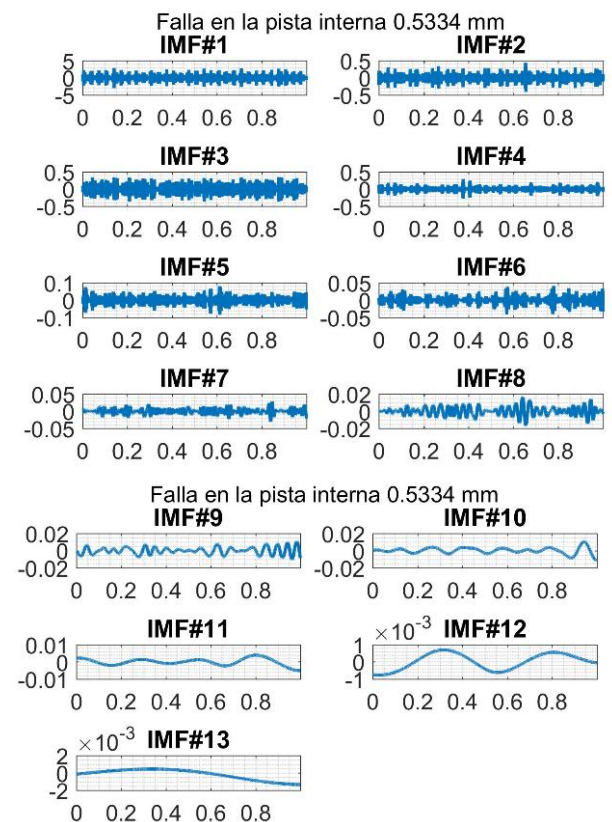 Falla en la pista interna 0.5334 mm
IMF#1 IMF#2
5 0.5
0 0
-5 -0.5
0 0.2 0.4 0.6 0.8 0 0.2 0.4 0.6 0.8
IMF#3 IMF#4
0.5 0.5
0 0
-0.5 -0.5
0 0.2 0.4 0.6 0.8 0 0.2 0.4 0.6 0.8
IMF#5 IMF#6
0.1 0.05
0 0
-0.1 -0.05
0 0.2 0.4 0.6 0.8 0 0.2 0.4 0.6 0.8
IMF#7 IMF#8
0.05 0.02
0 0
-0.05 -0.02
0 0.2 0.4 0.6 0.8 0 0.2 0.4 0.6 0.8
Falla en la pista interna 0.5334 mm
IMF#9 IMF#10
0.02 0.02
0 0
-0.02 -0.02
0 0.2 0.4 0.6 0.8 0 0.2 0.4 0.6 0.8
IMF#11 ×10⁻³ IMF#12
0.01 1
0 0
-0.01 -1
0 0.2 0.4 0.6 0.8 0 0.2 0.4 0.6 0.8
×10⁻³ IMF#13
2
0
-2
0 0.2 0.4 0.6 0.8